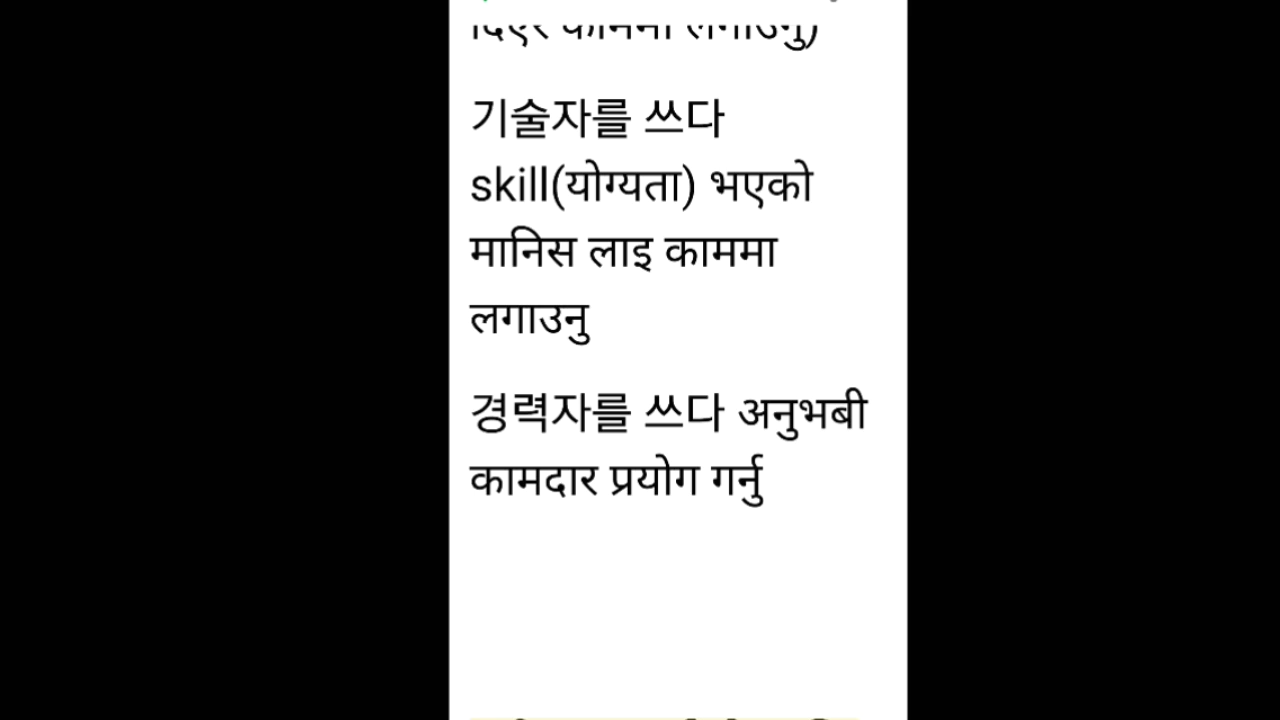 기술자를 쓰다
skill(योग्यता) भएको
मानिस लाइ काममा
लगाउनु
경력자를 쓰다 अनुभबी
कामदार प्रयोग गर्नु